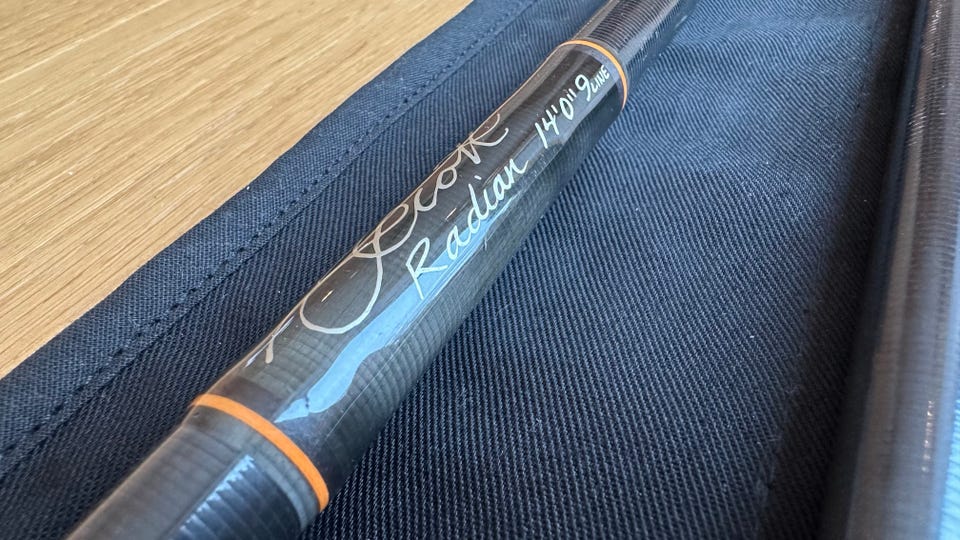 Scott
Radian 14'0" 9 LINE